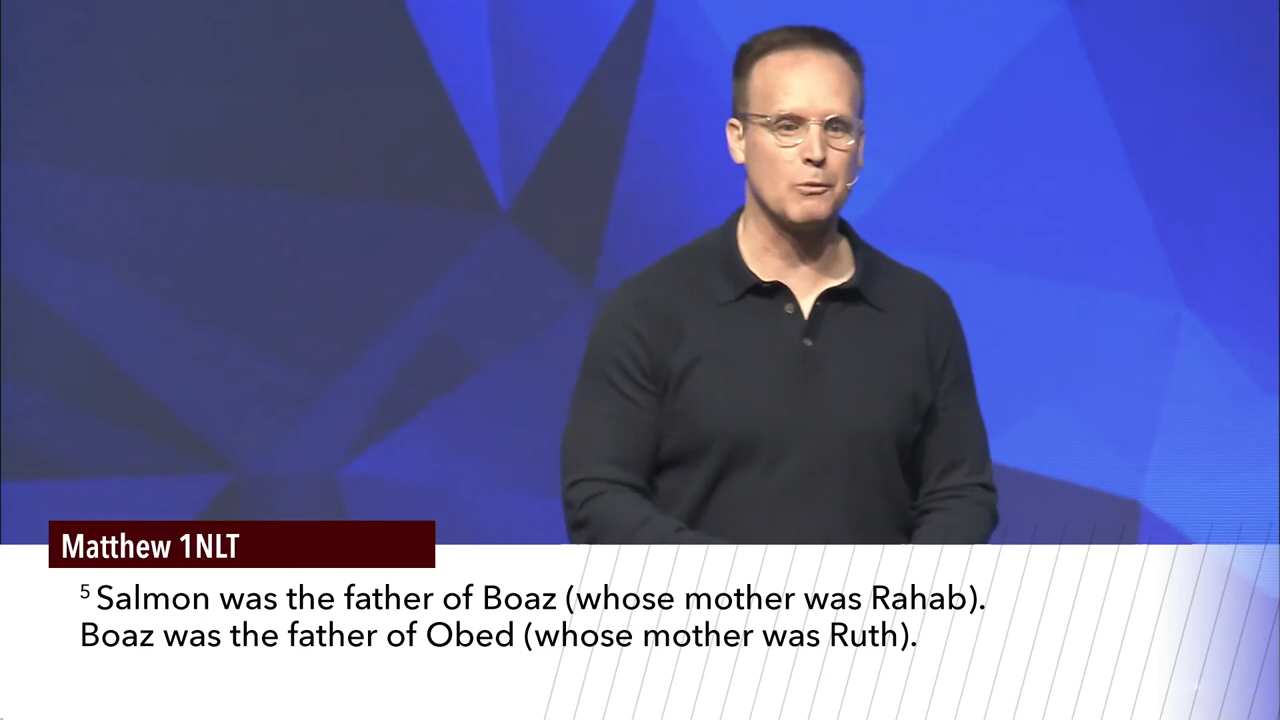 Matthew 1NLT
5 Salmon was the father of Boaz (whose mother was Rahab).
Boaz was the father of Obed (whose mother was Ruth).